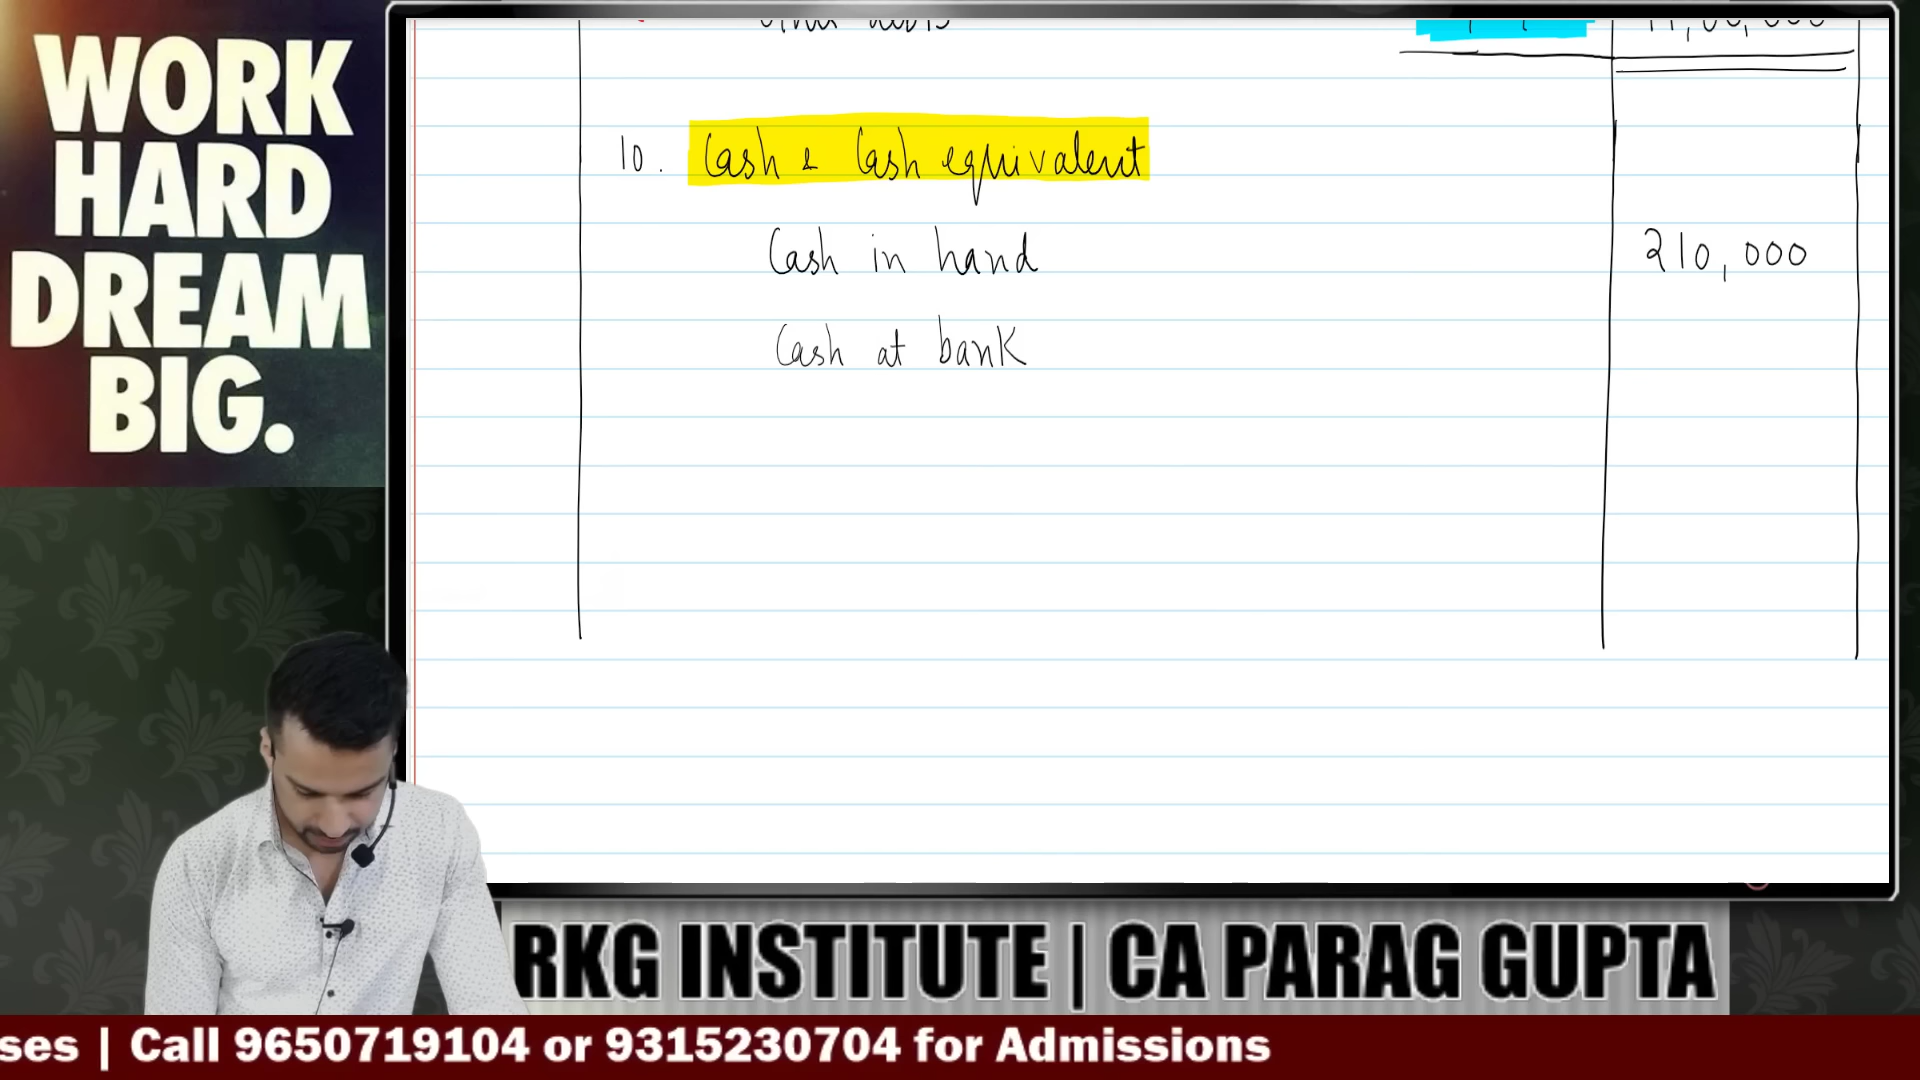 WORK
HARD
DREAM
BIG.
10. Cash & Cash equivalent
Cash in hand 210,000
Cash at bank
RKG INSTITUTE | CA PARAG GUPTA
ses | Call 9650719104 or 9315230704 for Admissions